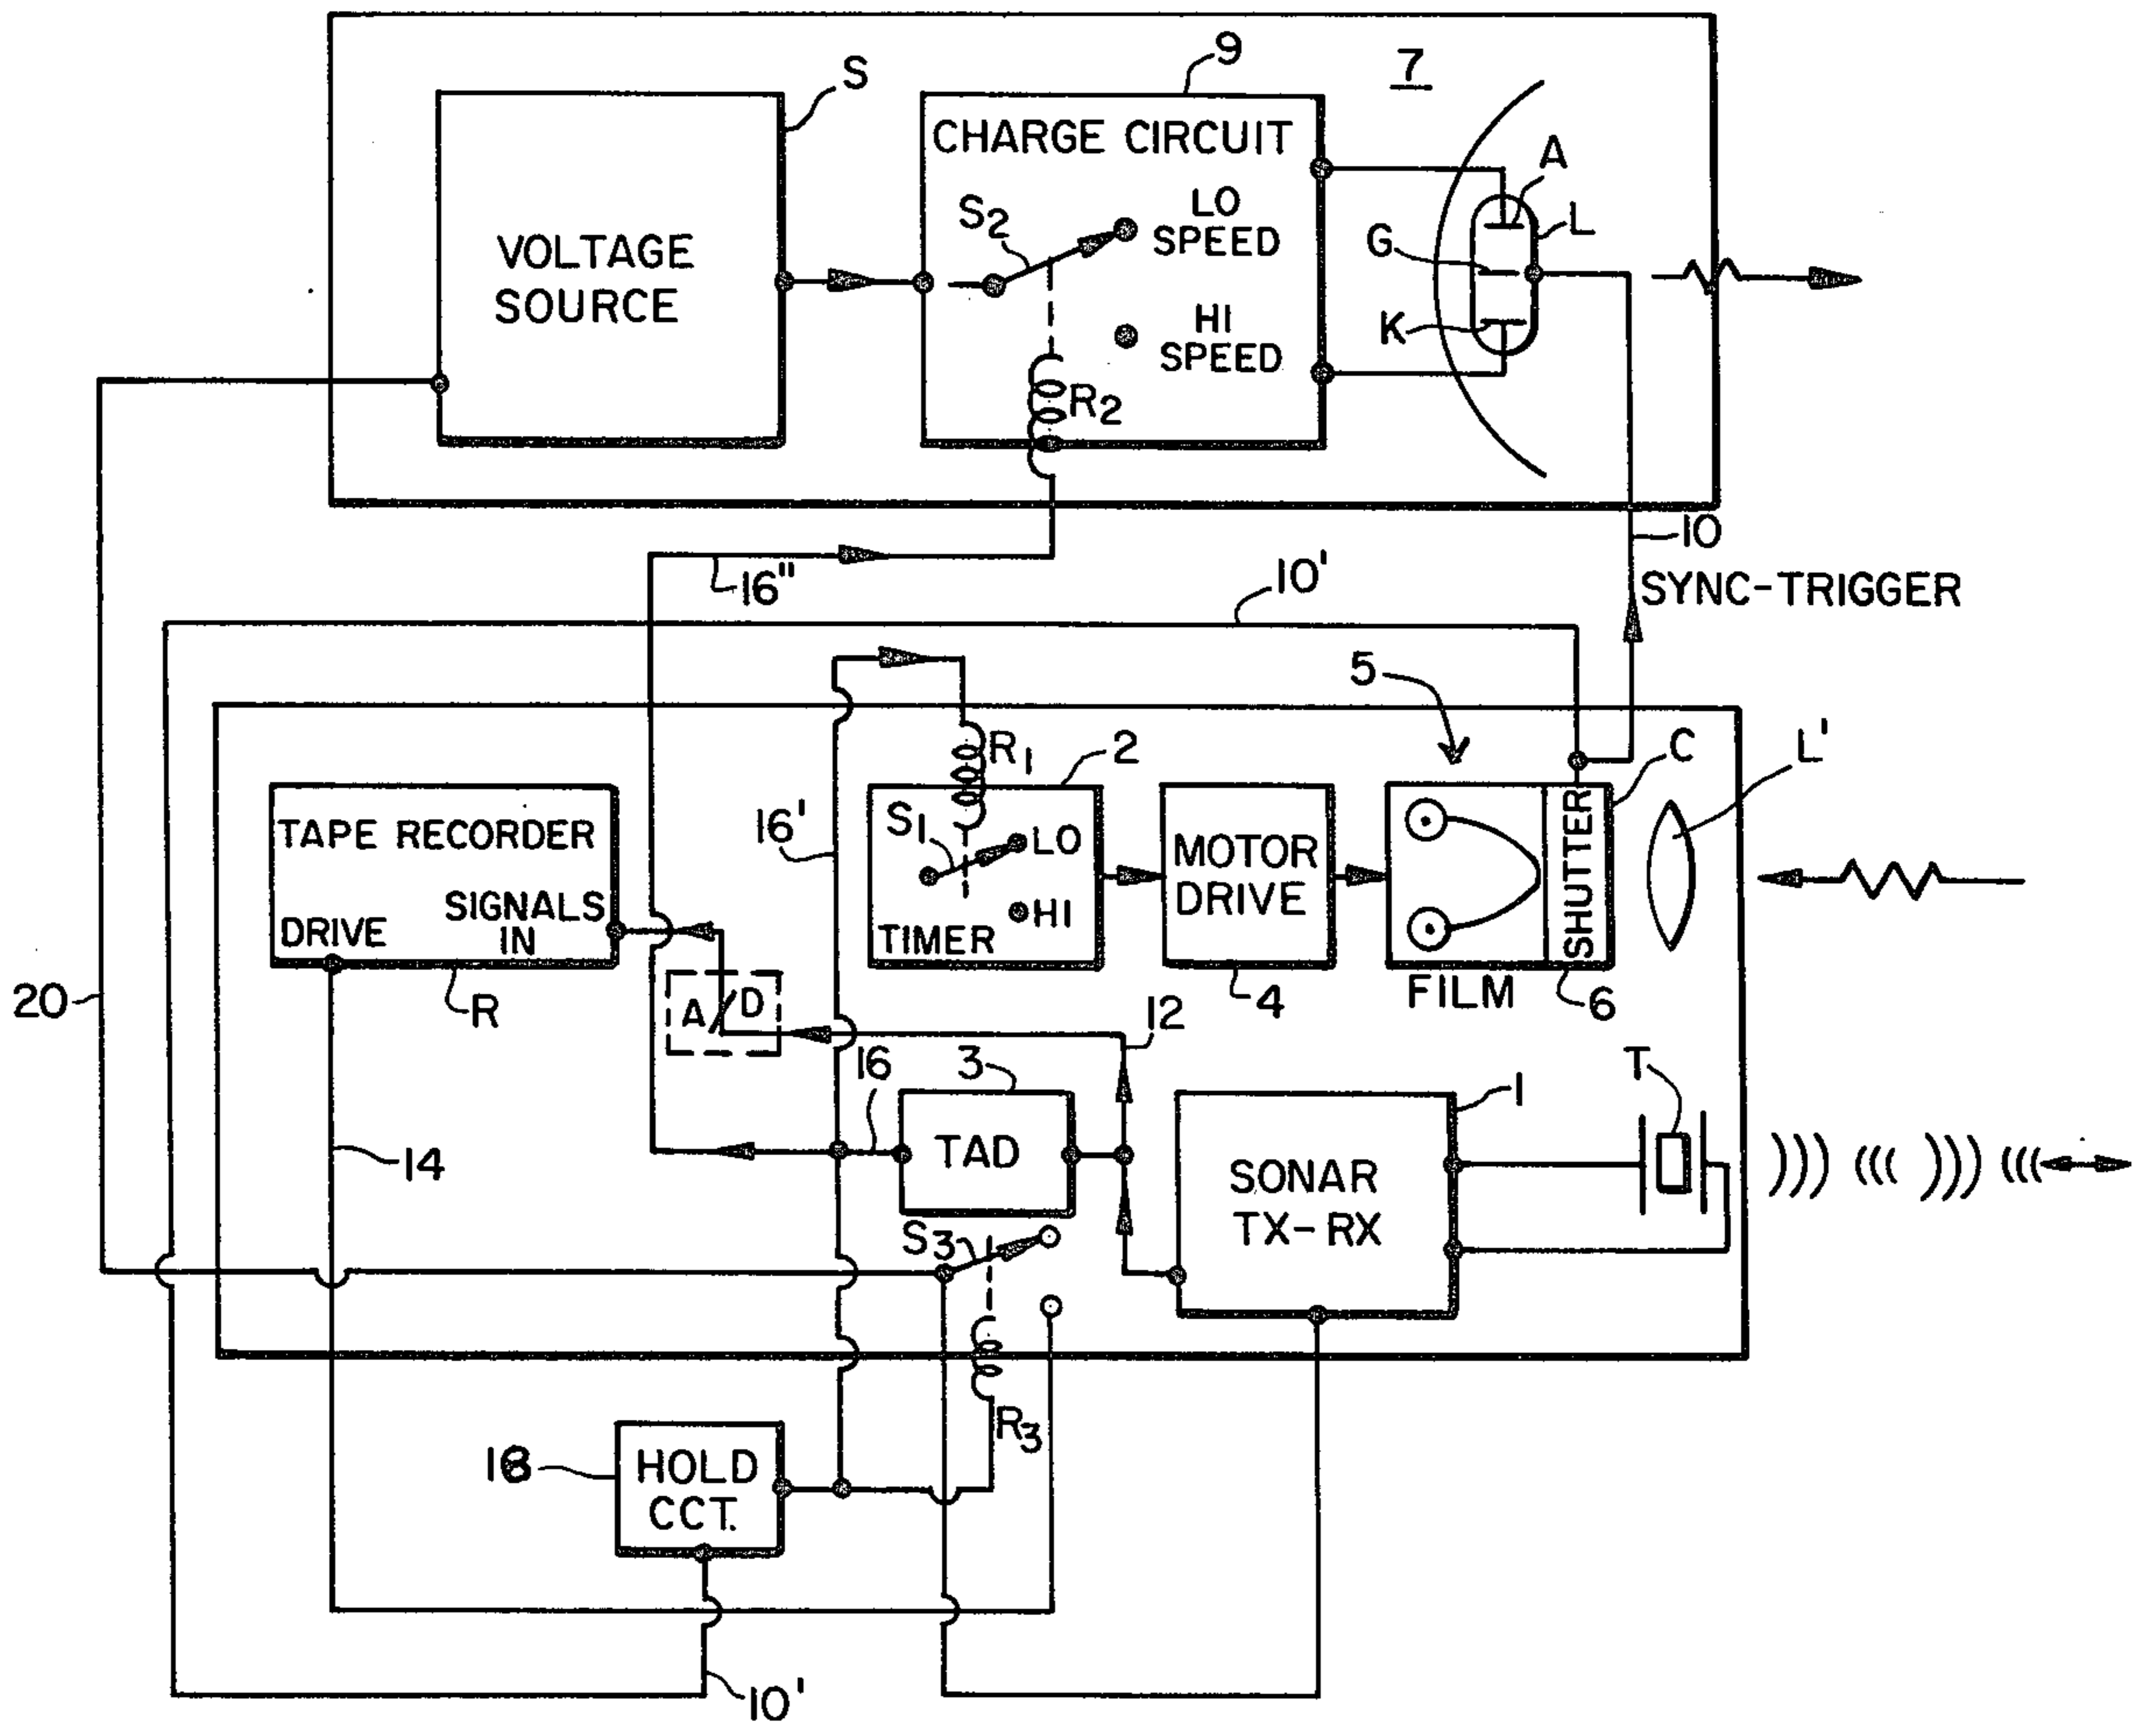 S
9
7
CHARGE CIRCUIT
A
VOLTAGE
SOURCE
S2
LO
SPEED
G
L
HI
SPEED
K
R2
10
16"
10'
SYNC-TRIGGER
5
R1
2
C
L'
16'
TAPE RECORDER
S1
LO
MOTOR
DRIVE
SHUTTER
SIGNALS
IN
DRIVE
HI
TIMER
20
R
A/D
4
FILM
6
12
16
3
T
1
14
TAD
SONAR
TX-RX
S3
R3
18
HOLD
CCT.
10'